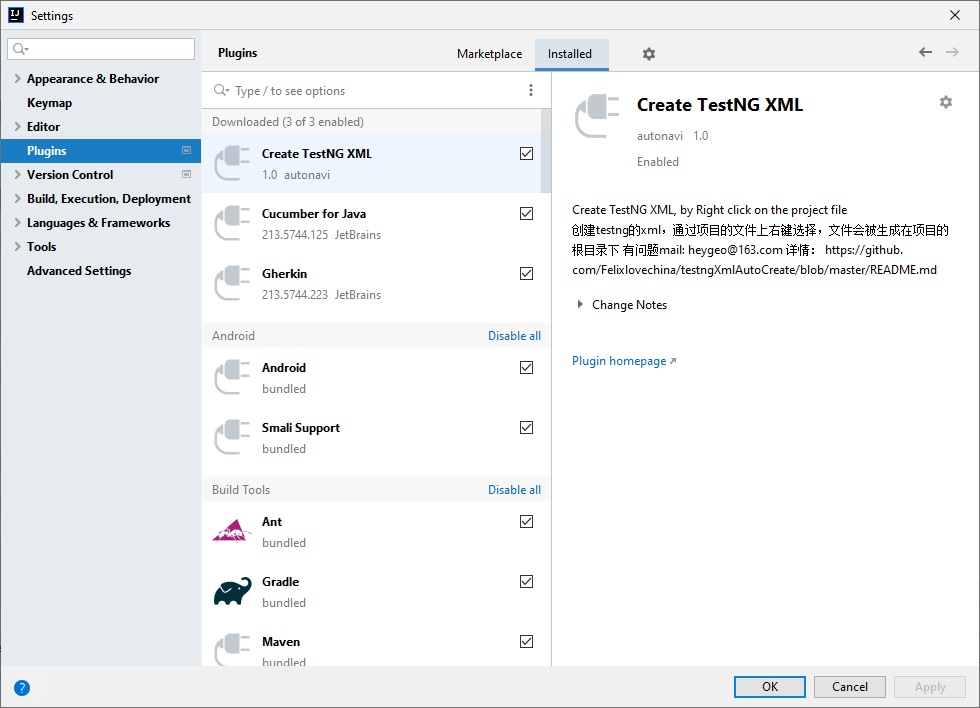 Settings
Plugins
Marketplace
Installed
Appearance & Behavior
Keymap
Editor
Plugins
Version Control
Build, Execution, Deployment
Languages & Frameworks
Tools
Advanced Settings
Type / to see options
Downloaded (3 of 3 enabled)
Create TestNG XML
1.0 autonavi
Cucumber for Java
213.5744.125 JetBrains
Gherkin
213.5744.223 JetBrains
Android
Disable all
Android
bundled
Smali Support
bundled
Build Tools
Disable all
Ant
bundled
Gradle
bundled
Maven
bundled
Create TestNG XML
autonavi 1.0
Enabled
Create TestNG XML, by Right click on the project file
创建testng的xml，通过项目的文件上右键选择，文件会被生成在项目的
根目录下 有问题mail: heygeo@163.com 详情： https://github.
com/Felixlovechina/testngXmlAutoCreate/blob/master/README.md
Change Notes
Plugin homepage
?
OK
Cancel
Apply